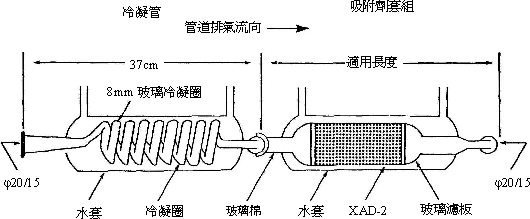 冷凝管
吸附劑匣組
管道排氣流向
37cm
適用長度
8mm 玻璃冷凝圈
φ20/15
水套
冷凝圈
玻璃棉
水套
XAD-2
玻璃濾板
φ20/15